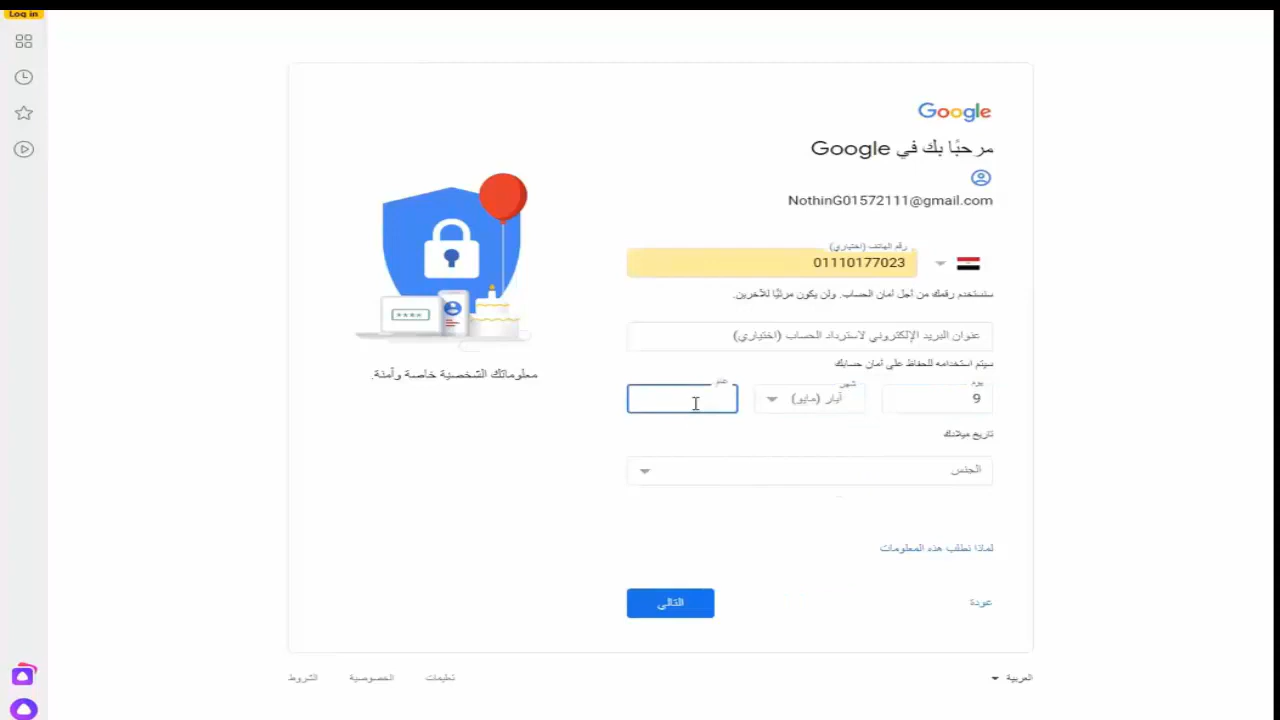 Log in
Google
مرحبًا بك في Google
NothinG01572111@gmail.com
رقم الهاتف (اختياري)
01110177023
سنستخدم رقمك من أجل أمان الحساب. ولن يكون مرئيًا للآخرين.
عنوان البريد الإلكتروني لاسترداد الحساب (اختياري)
سيتم استخدامه للحفاظ على أمان حسابك
يوم شهر عام
9 أيار (مايو)
تاريخ ميلادك
الجنس
لماذا نطلب هذه المعلومات
عودة التالي
معلوماتك الشخصية خاصة وآمنة.
العربية تعليمات الخصوصية الشروط